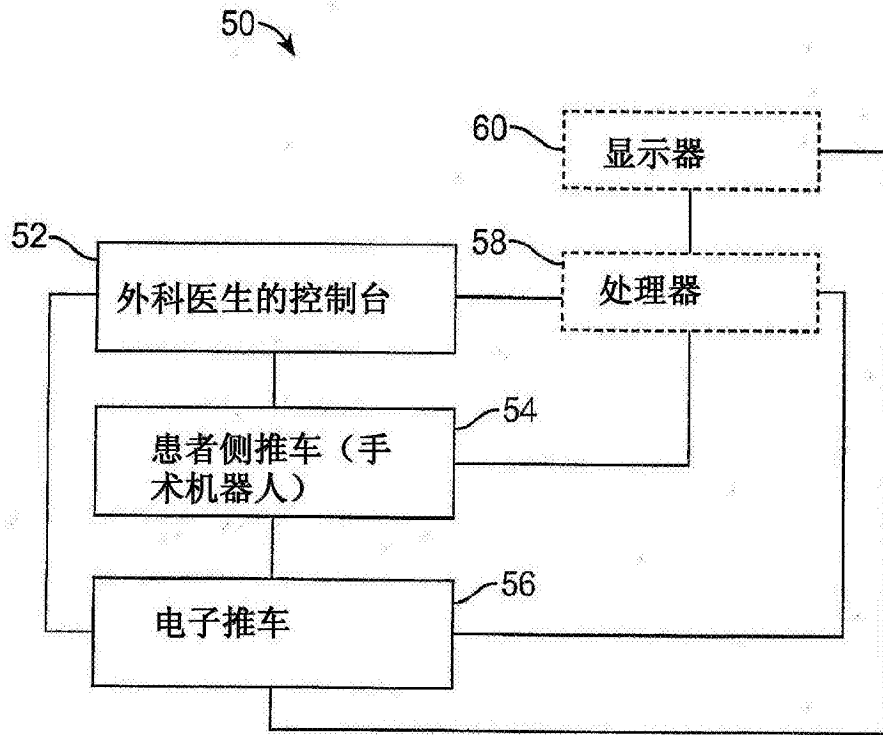 50
60
显示器
52
58
外科医生的控制台
处理器
54
患者侧推车（手
术机器人）
56
电子推车